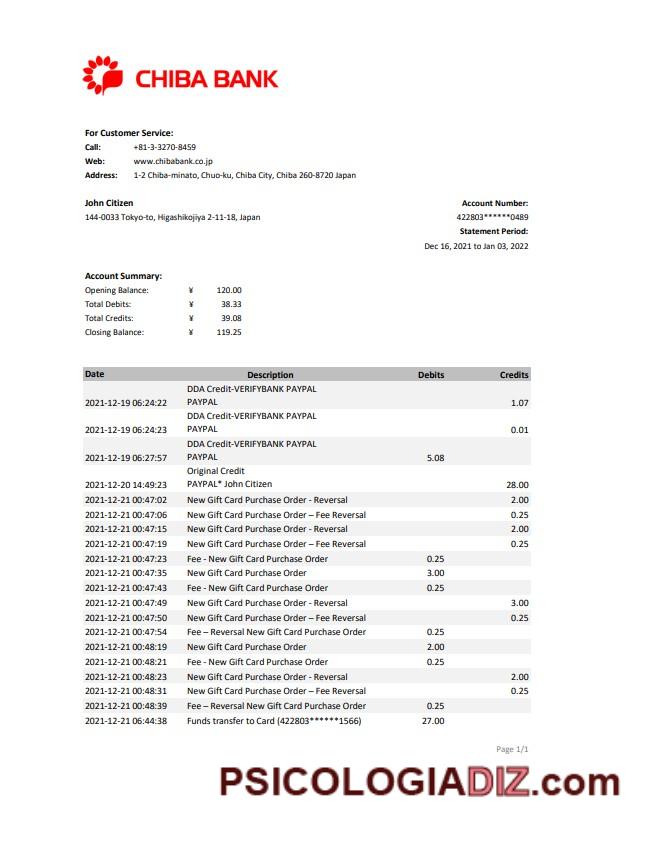 CHIBA BANK
For Customer Service:
Call: +81-3-3270-8459
Web: www.chibabank.co.jp
Address: 1-2 Chiba-minato, Chuo-ku, Chiba City, Chiba 260-8720 Japan
John Citizen Account Number:
144-0033 Tokyo-to, Higashikojiya 2-11-18, Japan 422803******0489
Statement Period:
Dec 16, 2021 to Jan 03, 2022
Account Summary:
Opening Balance: ¥ 120.00
Total Debits: ¥ 38.33
Total Credits: ¥ 39.08
Closing Balance: ¥ 119.25
Date Description Debits Credits
DDA Credit-VERIFYBANK PAYPAL
2021-12-19 06:24:22 PAYPAL 1.07
DDA Credit-VERIFYBANK PAYPAL
2021-12-19 06:24:23 PAYPAL 0.01
DDA Credit-VERIFYBANK PAYPAL
2021-12-19 06:27:57 PAYPAL 5.08
Original Credit
2021-12-20 14:49:23 PAYPAL* John Citizen 28.00
2021-12-21 00:47:02 New Gift Card Purchase Order - Reversal 2.00
2021-12-21 00:47:06 New Gift Card Purchase Order – Fee Reversal 0.25
2021-12-21 00:47:15 New Gift Card Purchase Order - Reversal 2.00
2021-12-21 00:47:19 New Gift Card Purchase Order – Fee Reversal 0.25
2021-12-21 00:47:23 Fee - New Gift Card Purchase Order 0.25
2021-12-21 00:47:35 New Gift Card Purchase Order 3.00
2021-12-21 00:47:43 Fee - New Gift Card Purchase Order 0.25
2021-12-21 00:47:49 New Gift Card Purchase Order - Reversal 3.00
2021-12-21 00:47:50 New Gift Card Purchase Order – Fee Reversal 0.25
2021-12-21 00:47:54 Fee – Reversal New Gift Card Purchase Order 0.25
2021-12-21 00:48:19 New Gift Card Purchase Order 2.00
2021-12-21 00:48:21 Fee - New Gift Card Purchase Order 0.25
2021-12-21 00:48:23 New Gift Card Purchase Order - Reversal 2.00
2021-12-21 00:48:31 New Gift Card Purchase Order – Fee Reversal 0.25
2021-12-21 00:48:39 Fee – Reversal New Gift Card Purchase Order 0.25
2021-12-21 06:44:38 Funds transfer to Card (422803******1566) 27.00
Page 1/1
PSICOLOGIADIZ.com